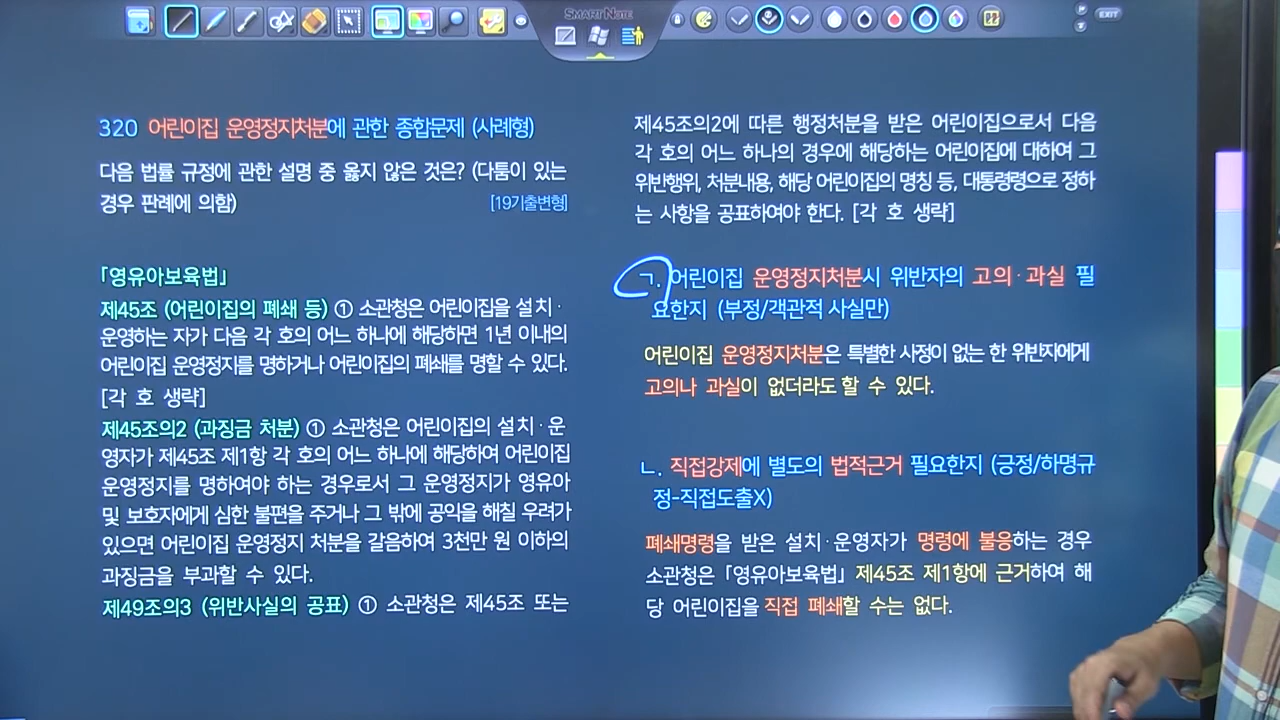 SMART NOTE
EXIT
320 어린이집 운영정지처분에 관한 종합문제 (사례형)
다음 법률 규정에 관한 설명 중 옳지 않은 것은? (다툼이 있는
경우 판례에 의함)
[19기출변형]
「영유아보육법」
제45조 (어린이집의 폐쇄 등) ① 소관청은 어린이집을 설치·
운영하는 자가 다음 각 호의 어느 하나에 해당하면 1년 이내의
어린이집 운영정지를 명하거나 어린이집의 폐쇄를 명할 수 있다.
[각 호 생략]
제45조의2 (과징금 처분) ① 소관청은 어린이집의 설치·운
영자가 제45조 제1항 각 호의 어느 하나에 해당하여 어린이집
운영정지를 명하여야 하는 경우로서 그 운영정지가 영유아
및 보호자에게 심한 불편을 주거나 그 밖에 공익을 해칠 우려가
있으면 어린이집 운영정지 처분을 갈음하여 3천만 원 이하의
과징금을 부과할 수 있다.
제49조의3 (위반사실의 공표) ① 소관청은 제45조 또는
제45조의2에 따른 행정처분을 받은 어린이집으로서 다음
각 호의 어느 하나의 경우에 해당하는 어린이집에 대하여 그
위반행위, 처분내용, 해당 어린이집의 명칭 등, 대통령령으로 정하
는 사항을 공표하여야 한다. [각 호 생략]
ㄱ. 어린이집 운영정지처분시 위반자의 고의·과실 필
요한지 (부정/객관적 사실만)
어린이집 운영정지처분은 특별한 사정이 없는 한 위반자에게
고의나 과실이 없더라도 할 수 있다.
ㄴ. 직접강제에 별도의 법적근거 필요한지 (긍정/하명규
정-직접도출X)
폐쇄명령을 받은 설치·운영자가 명령에 불응하는 경우
소관청은 「영유아보육법」 제45조 제1항에 근거하여 해
당 어린이집을 직접 폐쇄할 수는 없다.